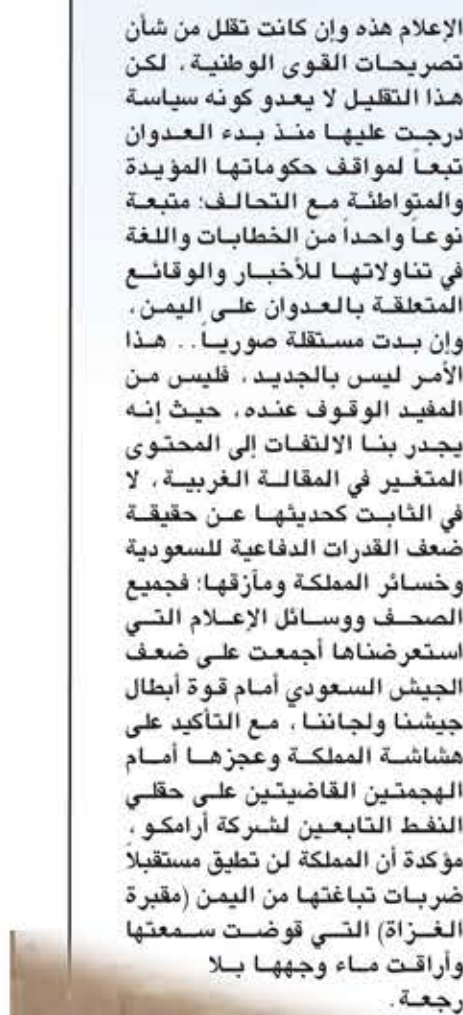 الإعلام هذه وإن كانت تقلل من شأن
تصريحات القوى الوطنية، لكن
هذا التقليل لا يعدو كونه سياسة
درجت عليها منذ بدء العدوان
تبعاً لمواقف حكوماتها المؤيدة
والمتواطئة مع التحالف؛ متبعة
نوعاً واحداً من الخطابات واللغة
في تناولاتها للأخبار والوقائع
المتعلقة بالعدوان على اليمن،
وإن بدت مستقلة صورياً.. هذا
الأمر ليس بالجديد، فليس من
المفيد الوقوف عنده، حيث إنه
يجدر بنا الالتفات إلى المحتوى
المتغير في المقالة الغربية، لا
في الثابت كحديثها عن حقيقة
ضعف القدرات الدفاعية للسعودية
وخسائر المملكة ومآزقها؛ فجميع
الصحف ووسائل الإعلام التي
استعرضناها أجمعت على ضعف
الجيش السعودي أمام قوة أبطال
جيشنا ولجاننا، مع التأكيد على
هشاشة المملكة وعجزها أمام
الهجمتين القاضيتين على حقلي
النفط التابعين لشركة أرامكو،
مؤكدة أن المملكة لن تطيق مستقبلاً
ضربات تباغتها من اليمن (مقبرة
الغزاة) التي قوضت سمعتها
وأراقت ماء وجهها بلا
رجعة.